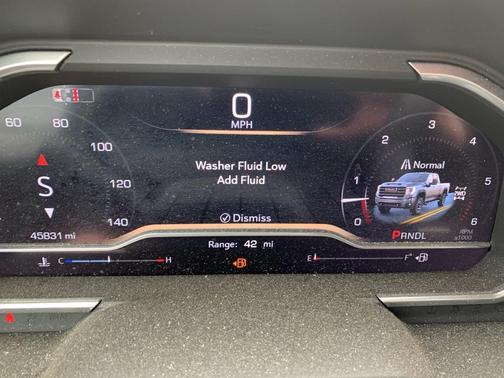 0
MPH
60 80 100 120 140
S
45831 mi
Washer Fluid Low
Add Fluid
Dismiss
Range: 42 mi
C H
E F
Normal
2WD
0 1 2 3 4 5 6
PRNDL
RPM
x1000